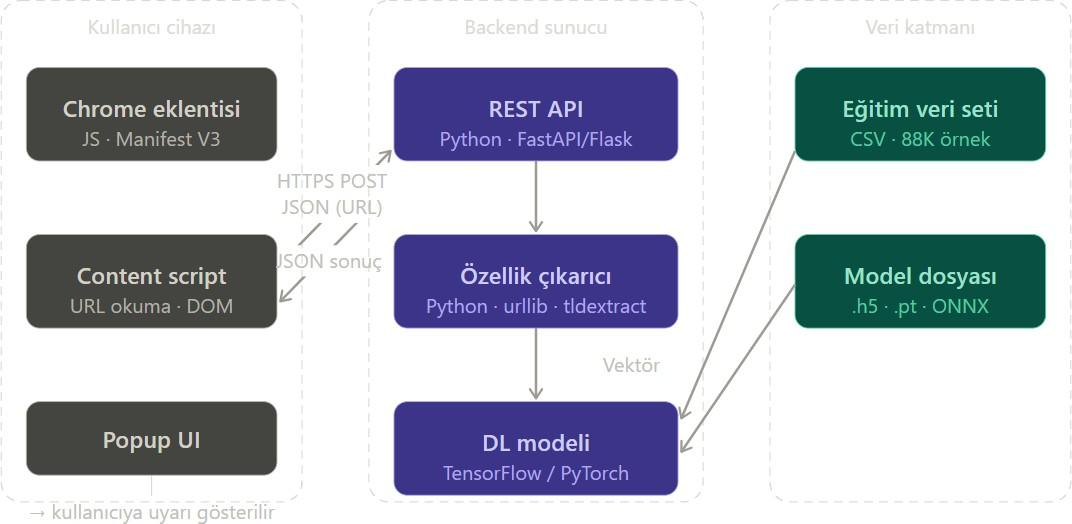 Kullanıcı cihazı
Chrome eklentisi
JS · Manifest V3
Content script
URL okuma · DOM
Popup UI
→ kullanıcıya uyarı gösterilir
HTTPS POST
JSON (URL)
JSON sonuç
Backend sunucu
REST API
Python · FastAPI/Flask
Özellik çıkarıcı
Python · urllib · tldextract
Vektör
DL modeli
TensorFlow / PyTorch
Veri katmanı
Eğitim veri seti
CSV · 88K örnek
Model dosyası
.h5 · .pt · ONNX